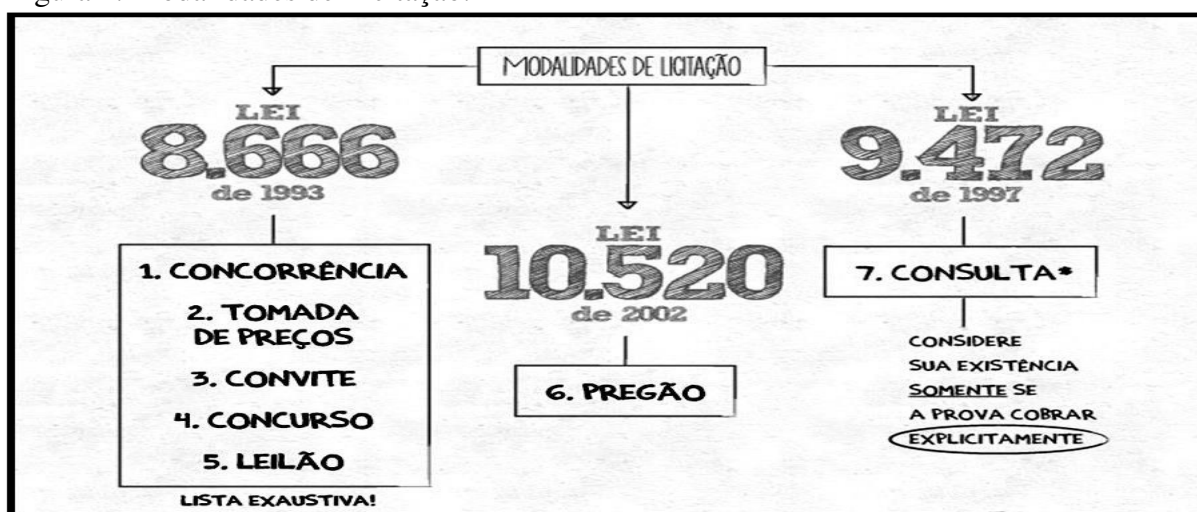 MODALIDADES DE LICITAÇÃO
LEI
8.666
de 1993
1. CONCORRÊNCIA
2. TOMADA
DE PREÇOS
3. CONVITE
4. CONCURSO
5. LEILÃO
LISTA EXAUSTIVA!
LEI
10.520
de 2002
6. PREGÃO
LEI
9.472
de 1997
7. CONSULTA*
CONSIDERE
SUA EXISTÊNCIA
SOMENTE SE
A PROVA COBRAR
EXPLICITAMENTE